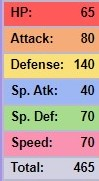 HP: 65
Attack: 80
Defense: 140
Sp. Atk: 40
Sp. Def: 70
Speed: 70
Total: 465